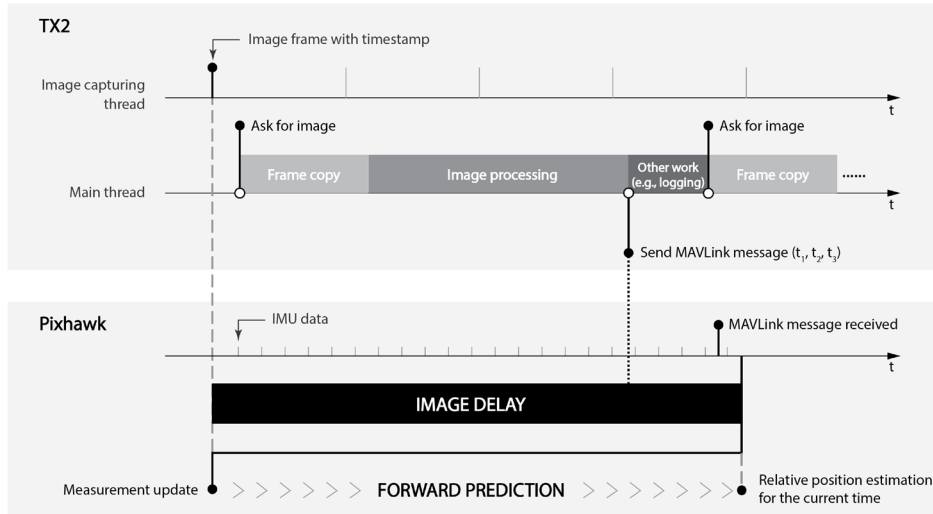 TX2
Image frame with timestamp
Image capturing
thread
t
Ask for image
Ask for image
Main thread
Frame copy
Image processing
Other work
(e.g., logging)
Frame copy
......
t
Send MAVLink message (t₁, t₂, t₃)
Pixhawk
IMU data
MAVLink message received
t
IMAGE DELAY
Measurement update
FORWARD PREDICTION
Relative position estimation
for the current time